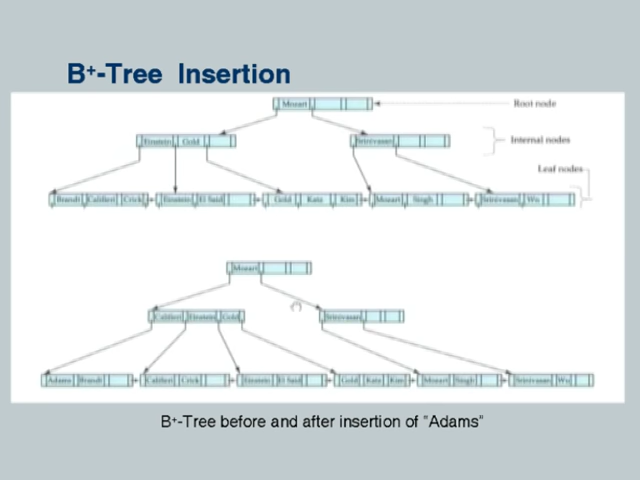 B+-Tree Insertion
Mozart
Root node
Einstein Gold
Srinivasan
Internal nodes
Leaf nodes
Brandt Califieri Crick Einstein El Said Gold Katz Kim Mozart Singh Srinivasan Wu
Mozart
Califieri Einstein Gold
Srinivasan
Adams Brandt Califieri Crick Einstein El Said Gold Katz Kim Mozart Singh Srinivasan Wu
B+-Tree before and after insertion of "Adams"